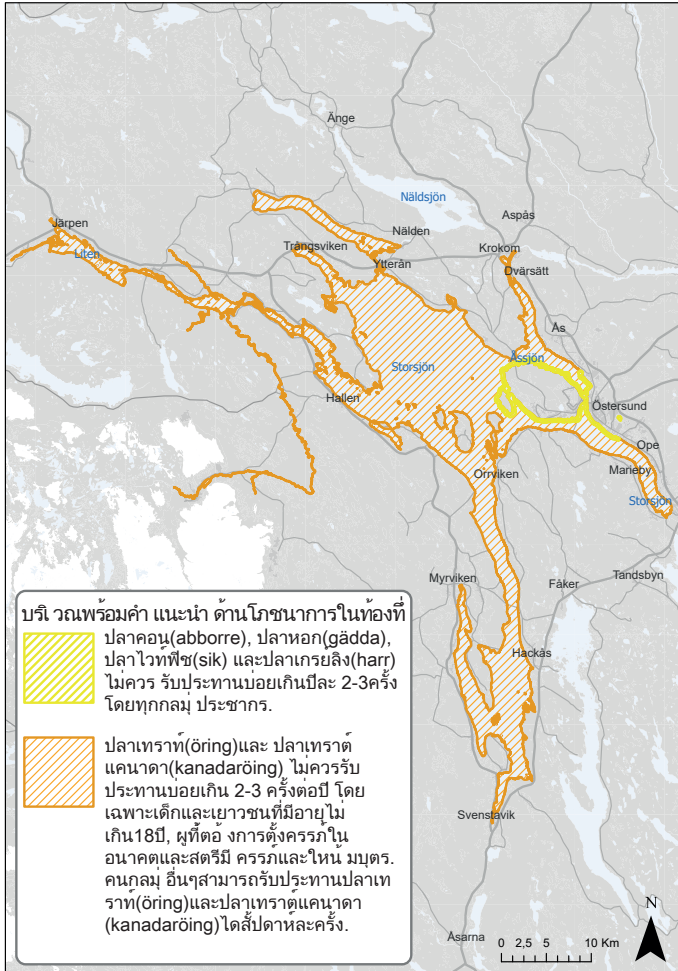 Änge
Näldsjön
Aspås
Järpen
Nälden
Liten
Trångsviken
Krokom
Ytterån
Dvärsätt
Ås
Åssjön
Storsjön
Hallen
Östersund
Ope
Marieby
Orrviken
Storsjön
Myrviken
Fåker
Tandsbyn
Hackås
Svenstavik
Åsarna
บริเ วณพร้อมคำ แนะนำ ด้านโภชนาการในท้องที่
ปลาคอน(abborre), ปลาหอก(gädda),
ปลาไวท์ฟิช(sik) และปลาเกรย์ลิง(harr)
ไม่ควร รับประทานบ่อยเกินปีละ 2-3ครั้ง
โดยทุกกลมุ่ ประชากร.
ปลาเทราท์(öring)และ ปลาเทราต์
แคนาดา(kanadaröing) ไม่ควรรับ
ประทานบ่อยเกิน 2-3 ครั้งต่อปี โดย
เฉพาะเด็กและเยาวชนที่มีอายุไม่
เกิน18ปี, ผู้ที่ตอ้ งการตั้งครรภ์ใน
อนาคตและสตรีมี ครรภ์และใหน้ มบุตร.
คนกลมุ่ อื่นๆสามารถรับประทานปลาเท
ราท์(öring)และปลาเทราต์แคนาดา
(kanadaröing)ไดสั้ปดาห์ละครั้ง.
N
0 2,5 5 10 Km